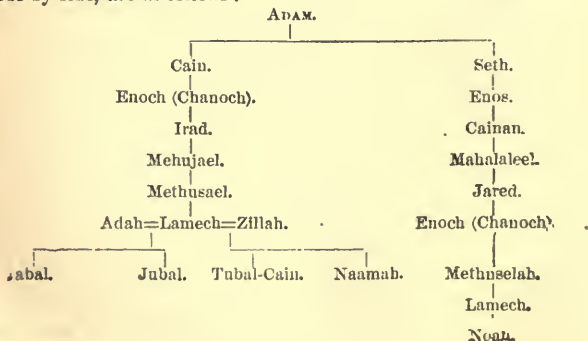 ADAM.
Cain. Seth.
Enoch (Chanoch). Enos.
Irad. Cainan.
Mehujael. Mahalaleel.
Methusael. Jared.
Adah=Lamech=Zillah. Enoch (Chanoch).
abal. Jubal. Tubal-Cain. Naamah. Methuselah.
Lamech.
Noah.